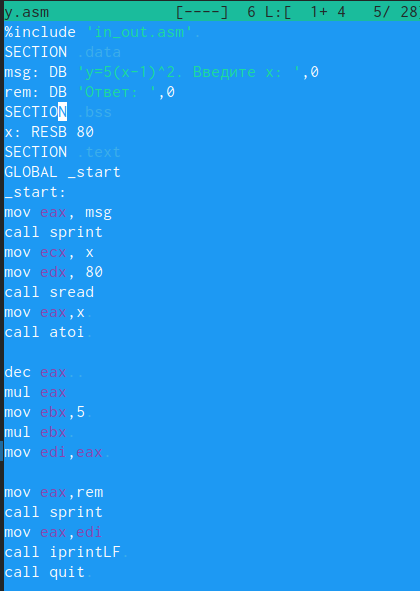 y.asm [----] 6 L:[ 1+ 4 5/ 28
%include 'in_out.asm'
SECTION .data
msg: DB 'y=5(x-1)^2. Введите x: ',0
rem: DB 'Ответ: ',0
SECTION .bss
x: RESB 80
SECTION .text
GLOBAL _start
_start:
mov eax, msg
call sprint
mov ecx, x
mov edx, 80
call sread
mov eax,x
call atoi
dec eax
mul eax
mov ebx,5
mul ebx
mov edi,eax
mov eax,rem
call sprint
mov eax,edi
call iprintLF
call quit